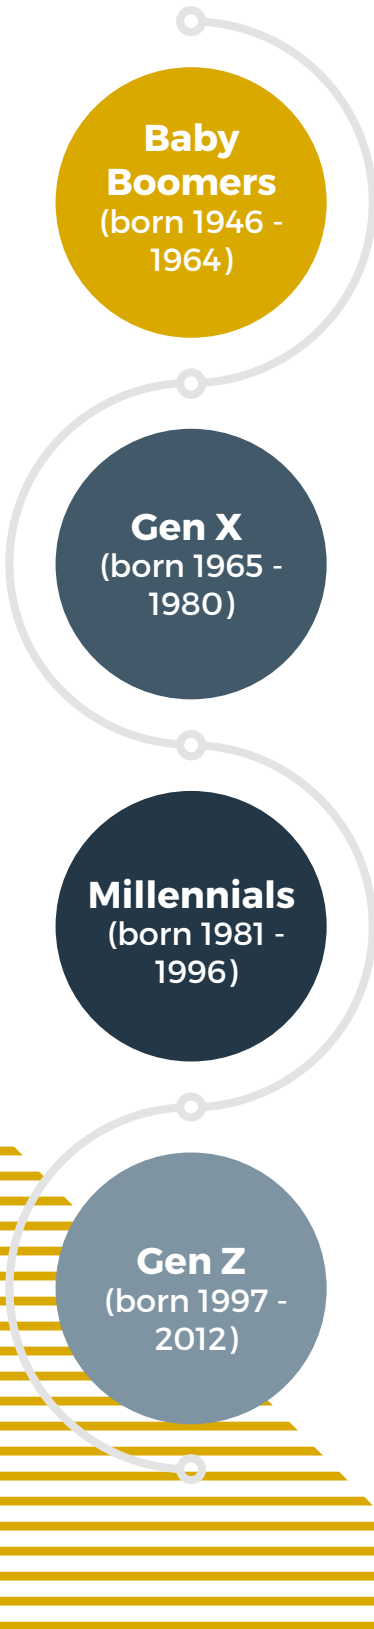 Baby
Boomers
(born 1946 -
1964)
Gen X
(born 1965 -
1980)
Millennials
(born 1981 -
1996)
Gen Z
(born 1997 -
2012)